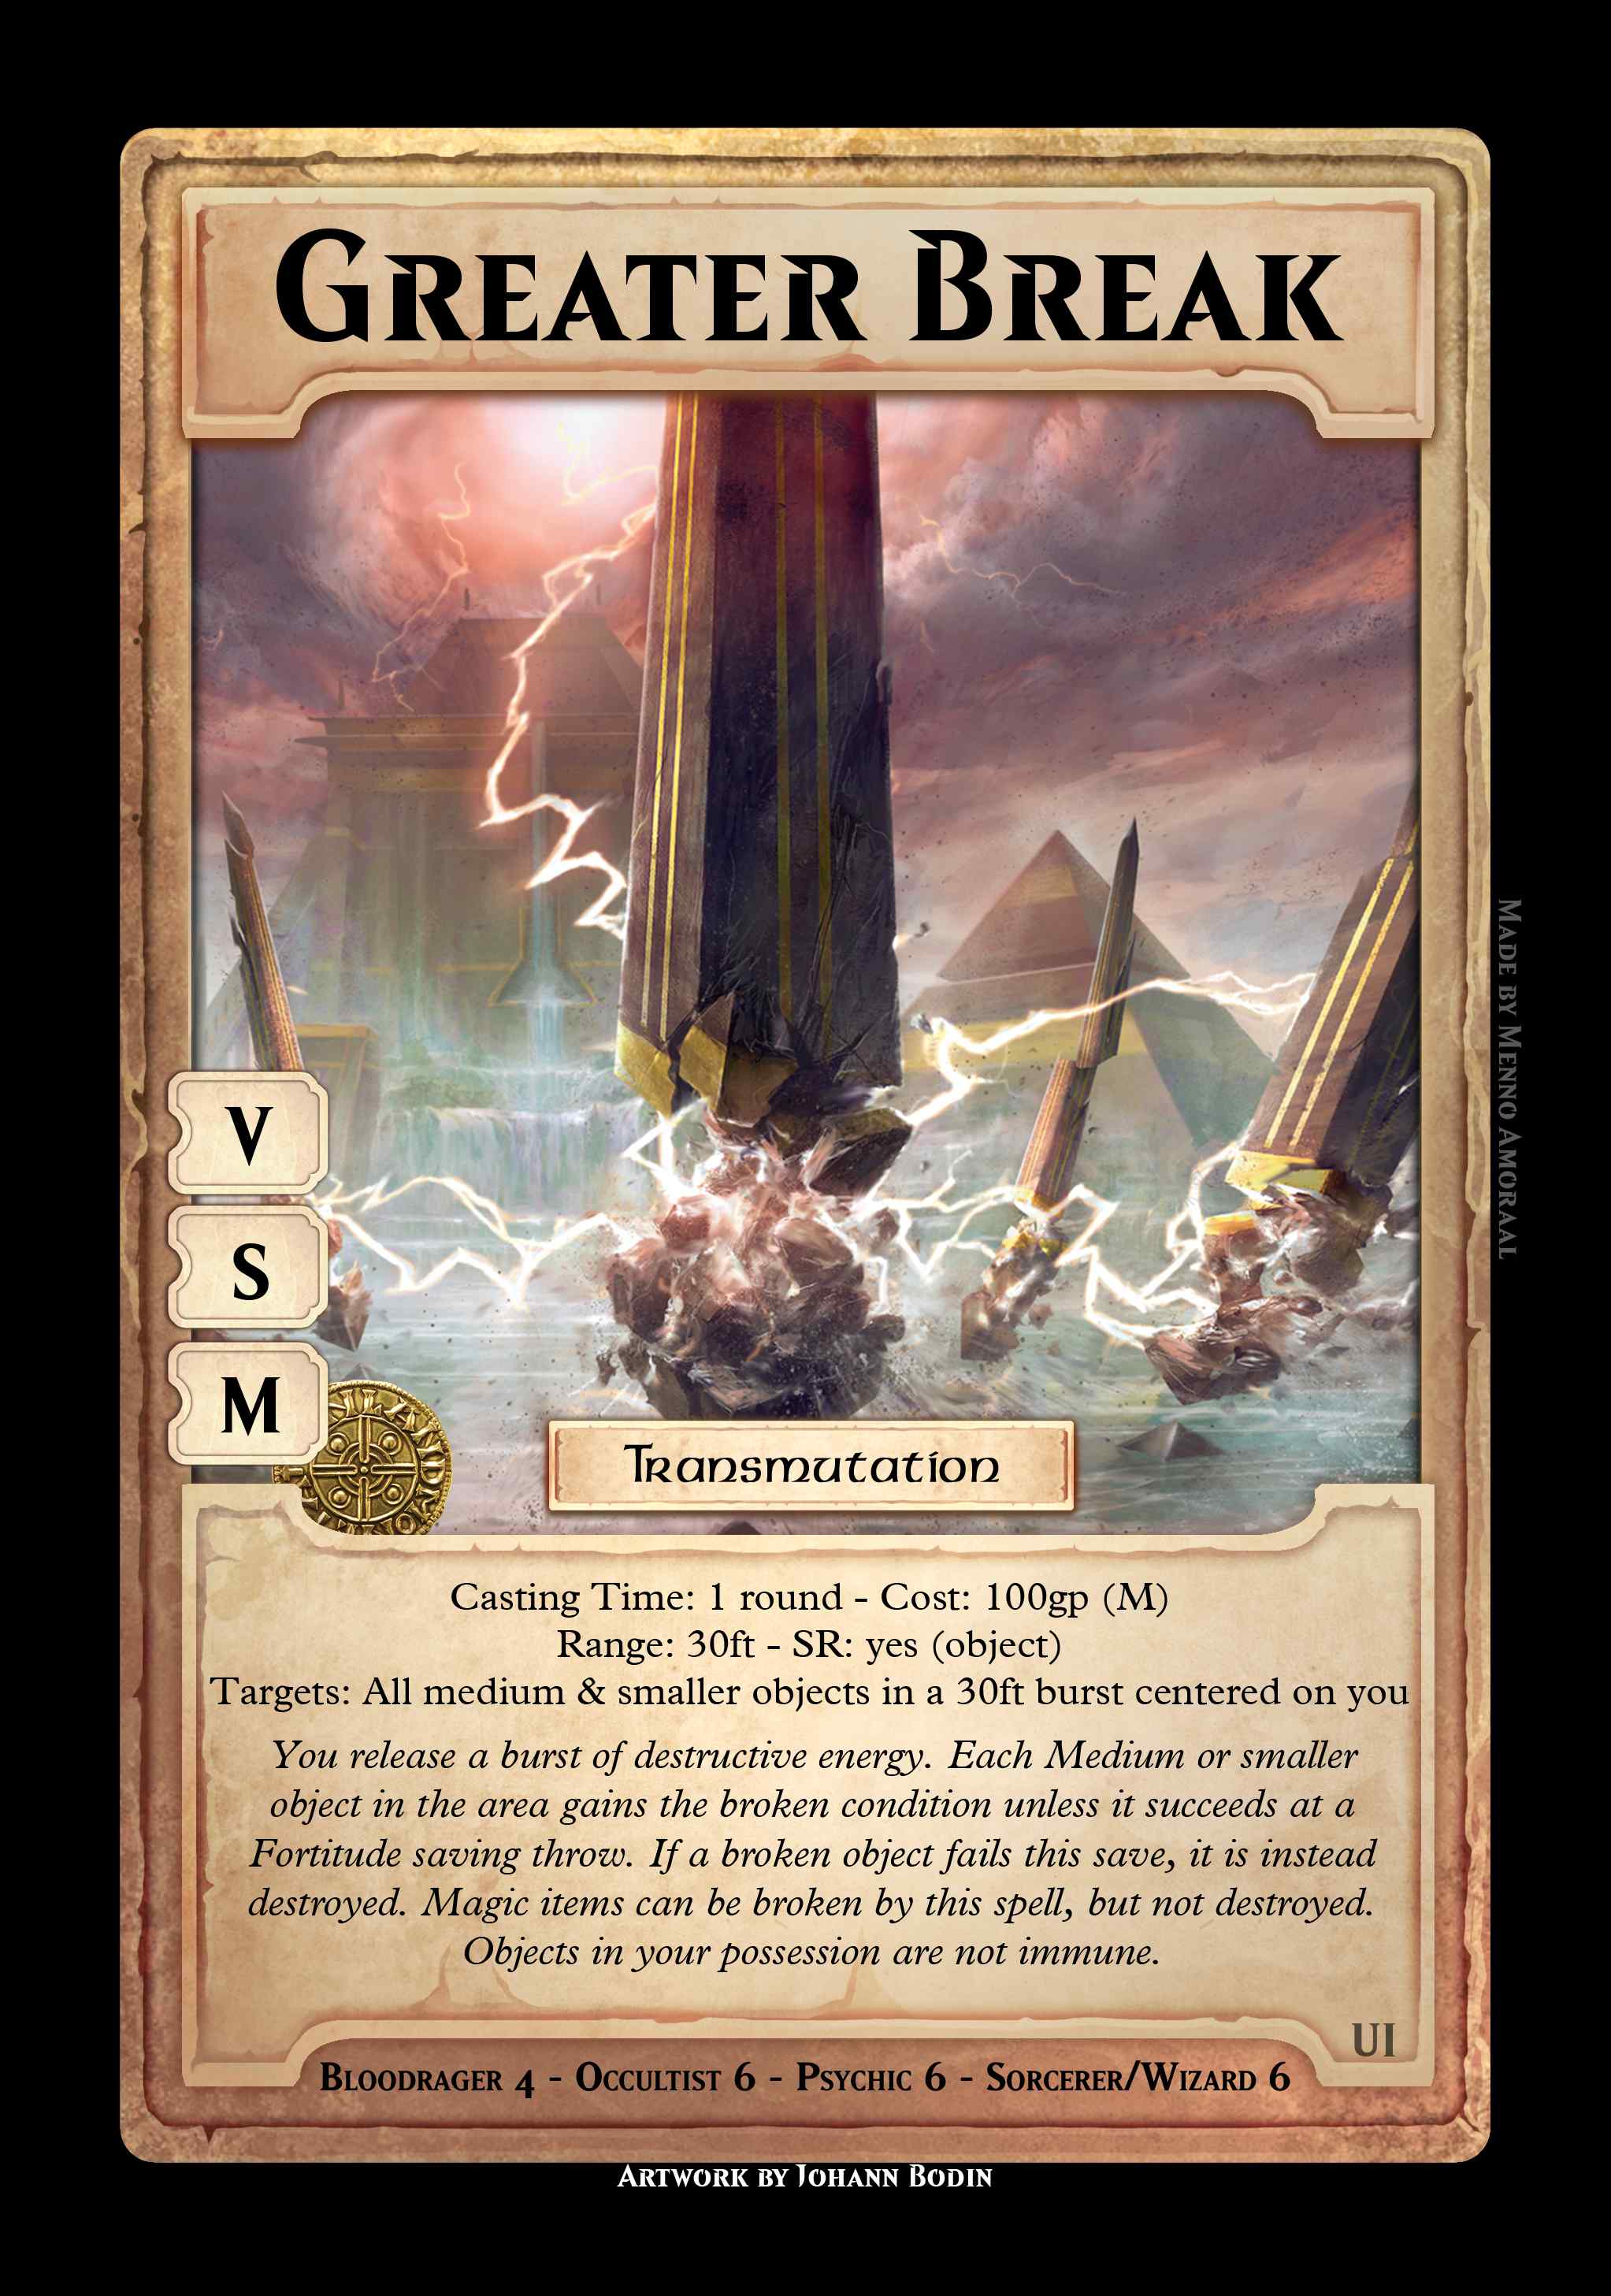 Greater Break
V
S
M
Transmutation
Casting Time: 1 round - Cost: 100gp (M)
Range: 30ft - SR: yes (object)
Targets: All medium & smaller objects in a 30ft burst centered on you
You release a burst of destructive energy. Each Medium or smaller
object in the area gains the broken condition unless it succeeds at a
Fortitude saving throw. If a broken object fails this save, it is instead
destroyed. Magic items can be broken by this spell, but not destroyed.
Objects in your possession are not immune.
UI
Bloodrager 4 - Occultist 6 - Psychic 6 - Sorcerer/Wizard 6
Artwork by Johann Bodin
Made by Menno Amoraal